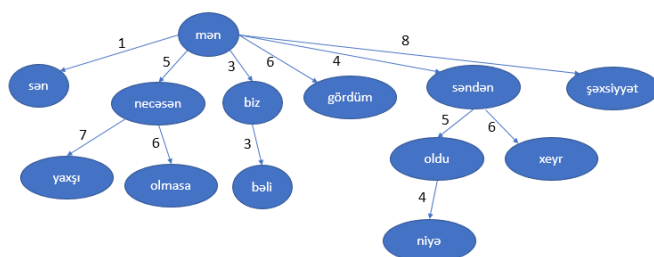 mən
1
5
3
6
4
8
sən
necəsən
biz
gördüm
səndən
şəxsiyyət
7
6
3
5
6
yaxşı
olmasa
bəli
oldu
xeyr
4
niyə